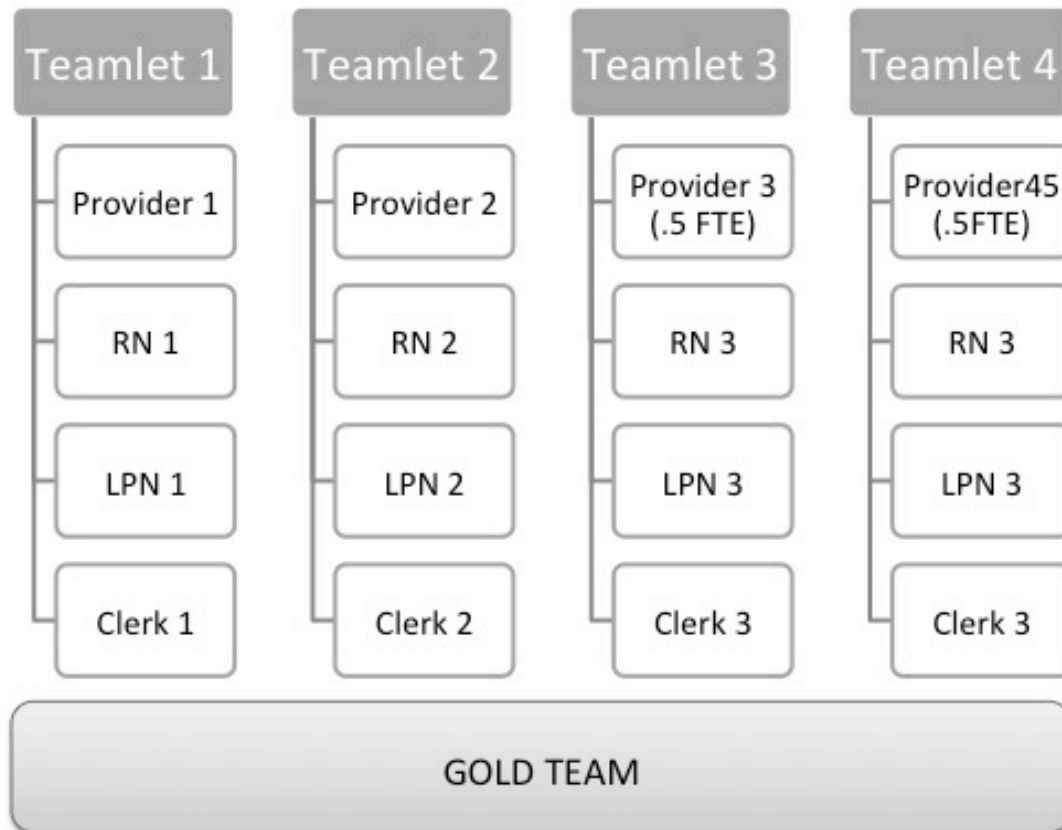 Teamlet 1
Provider 1
RN 1
LPN 1
Clerk 1
Teamlet 2
Provider 2
RN 2
LPN 2
Clerk 2
Teamlet 3
Provider 3
(.5 FTE)
RN 3
LPN 3
Clerk 3
Teamlet 4
Provider45
(.5FTE)
RN 3
LPN 3
Clerk 3
GOLD TEAM